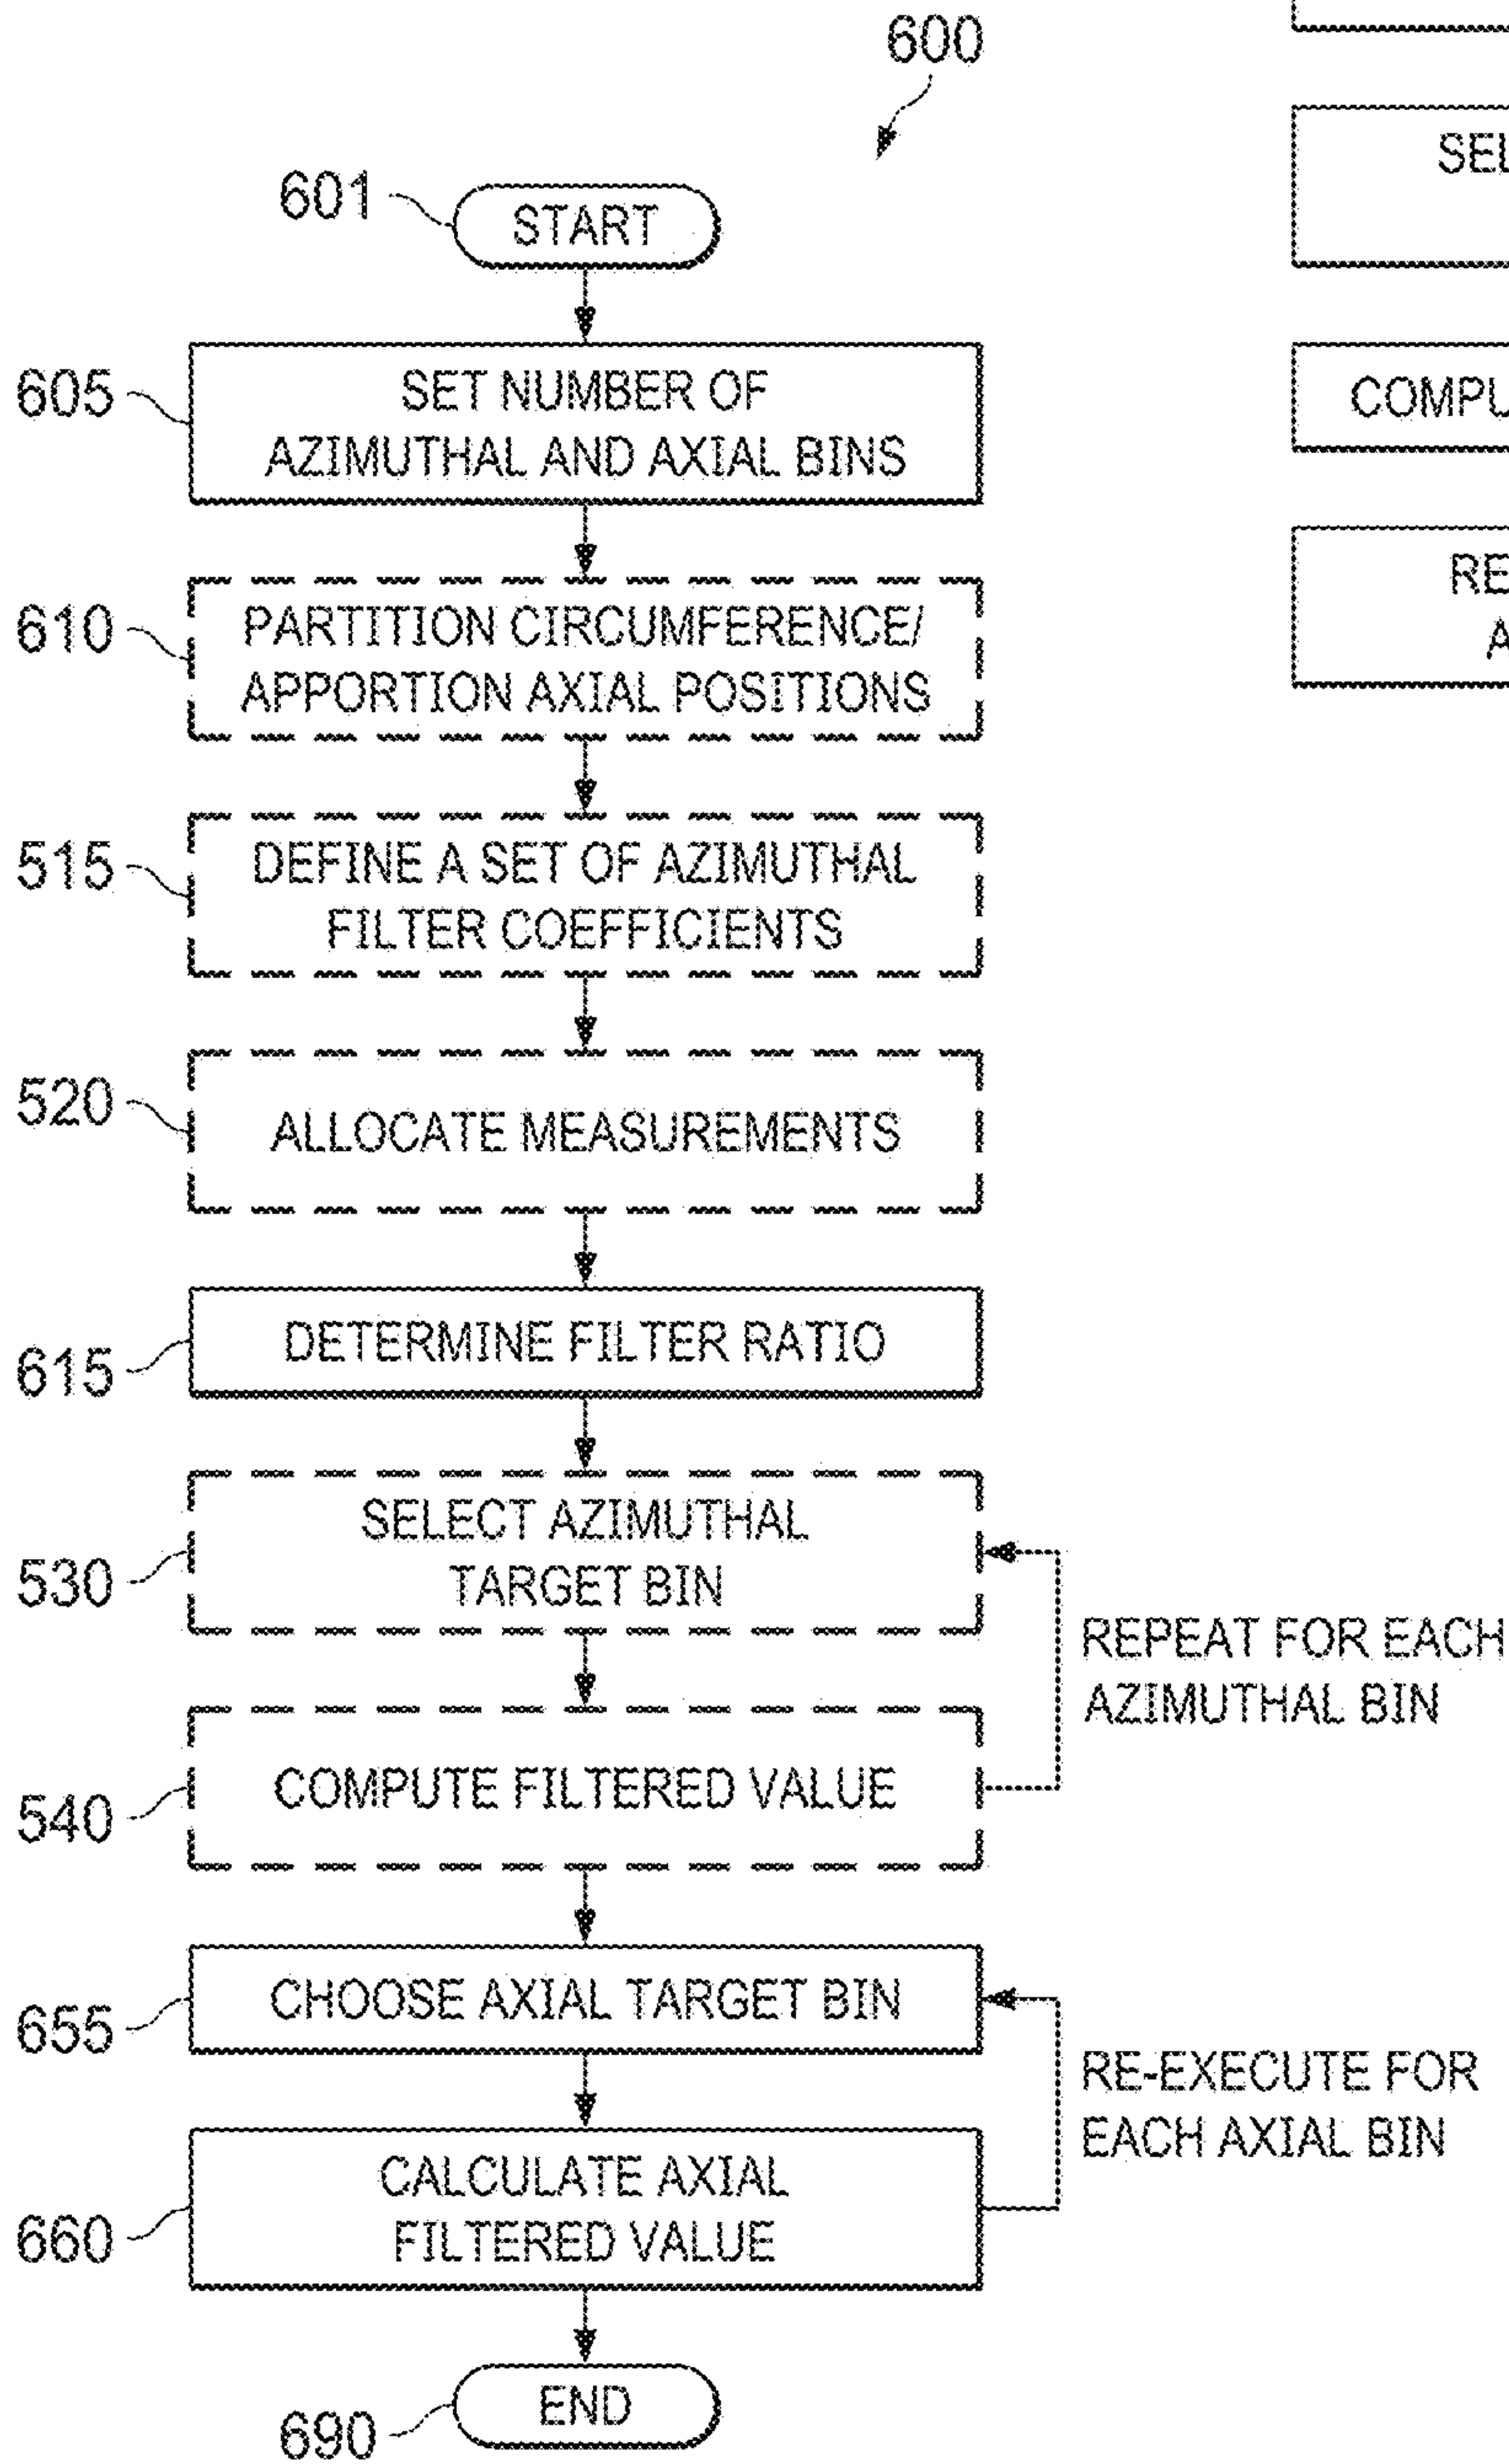 600
601
START
605
SET NUMBER OF
AZIMUTHAL AND AXIAL BINS
610
PARTITION CIRCUMFERENCE/
APPORTION AXIAL POSITIONS
515
DEFINE A SET OF AZIMUTHAL
FILTER COEFFICIENTS
520
ALLOCATE MEASUREMENTS
615
DETERMINE FILTER RATIO
530
SELECT AZIMUTHAL
TARGET BIN
REPEAT FOR EACH
AZIMUTHAL BIN
540
COMPUTE FILTERED VALUE
655
CHOOSE AXIAL TARGET BIN
RE-EXECUTE FOR
EACH AXIAL BIN
660
CALCULATE AXIAL
FILTERED VALUE
690
END
SEL
COMPU
RE
A